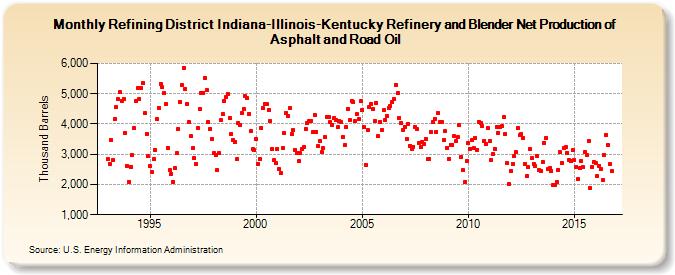 Monthly Refining District Indiana-Illinois-Kentucky Refinery and Blender Net Production of
Asphalt and Road Oil
Thousand Barrels
6,000
5,000
4,000
3,000
2,000
1,000
1995
2000
2005
2010
2015
Source: U.S. Energy Information Administration